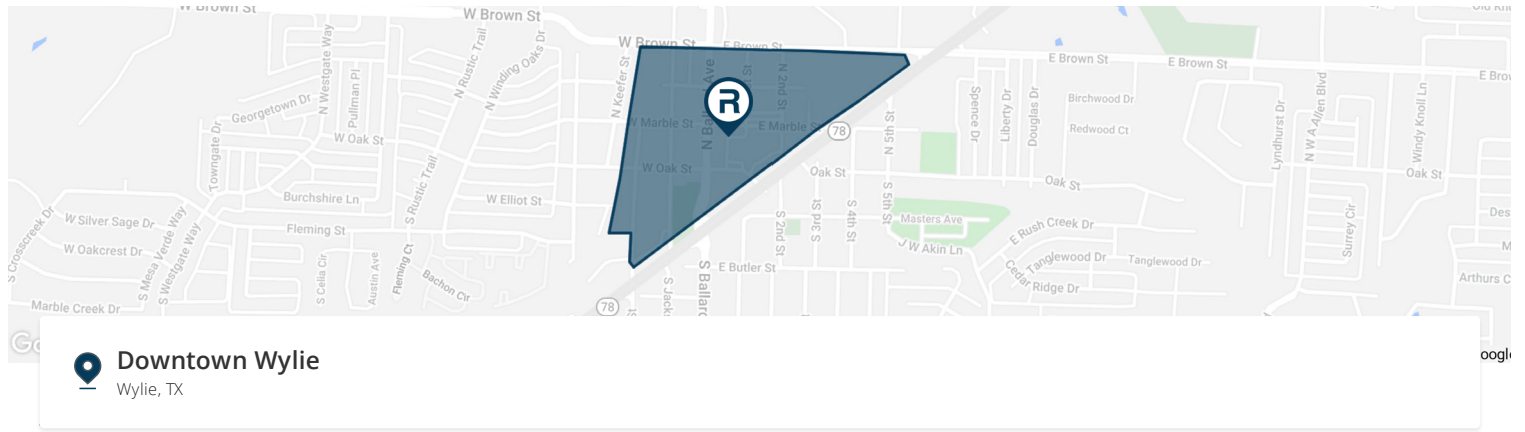 W Brown St
W Brown St
W Brown St
E Brown St
E Brown St
E Brown St
N Westgate Way
Pullman Pl
N Rustic Trail
N Winding Oaks Dr
N Keefer St
N 2nd St
R
Georgetown Dr
W Oak St
W Marble St
E Marble St
78
N 5th St
Spence Dr
Liberty Dr
Douglas Dr
Birchwood Dr
Redwood Ct
Lyndhurst Dr
N W A Allen Blvd
Windy Knoll Ln
Towngate Dr
S Rustic Trail
W Oak St
Oak St
Oak St
Oak St
Burchshire Ln
W Elliot St
S 2nd St
S 3rd St
S 4th St
S 5th St
Masters Ave
J W Akin Ln
E Rush Creek Dr
Surrey Cir
S Crosscreek Dr
W Silver Sage Dr
W Oakcrest Dr
S Mesa Verde Way
S Westgate Way
Fleming St
S Celia Cir
Austin Ave
Fleming Ct
Bachon Cir
E Butler St
Cedar Ridge Dr
Tanglewood Dr
Tanglewood Dr
Arthurs C
Marble Creek Dr
78
S Ballard
Downtown Wylie
Wylie, TX